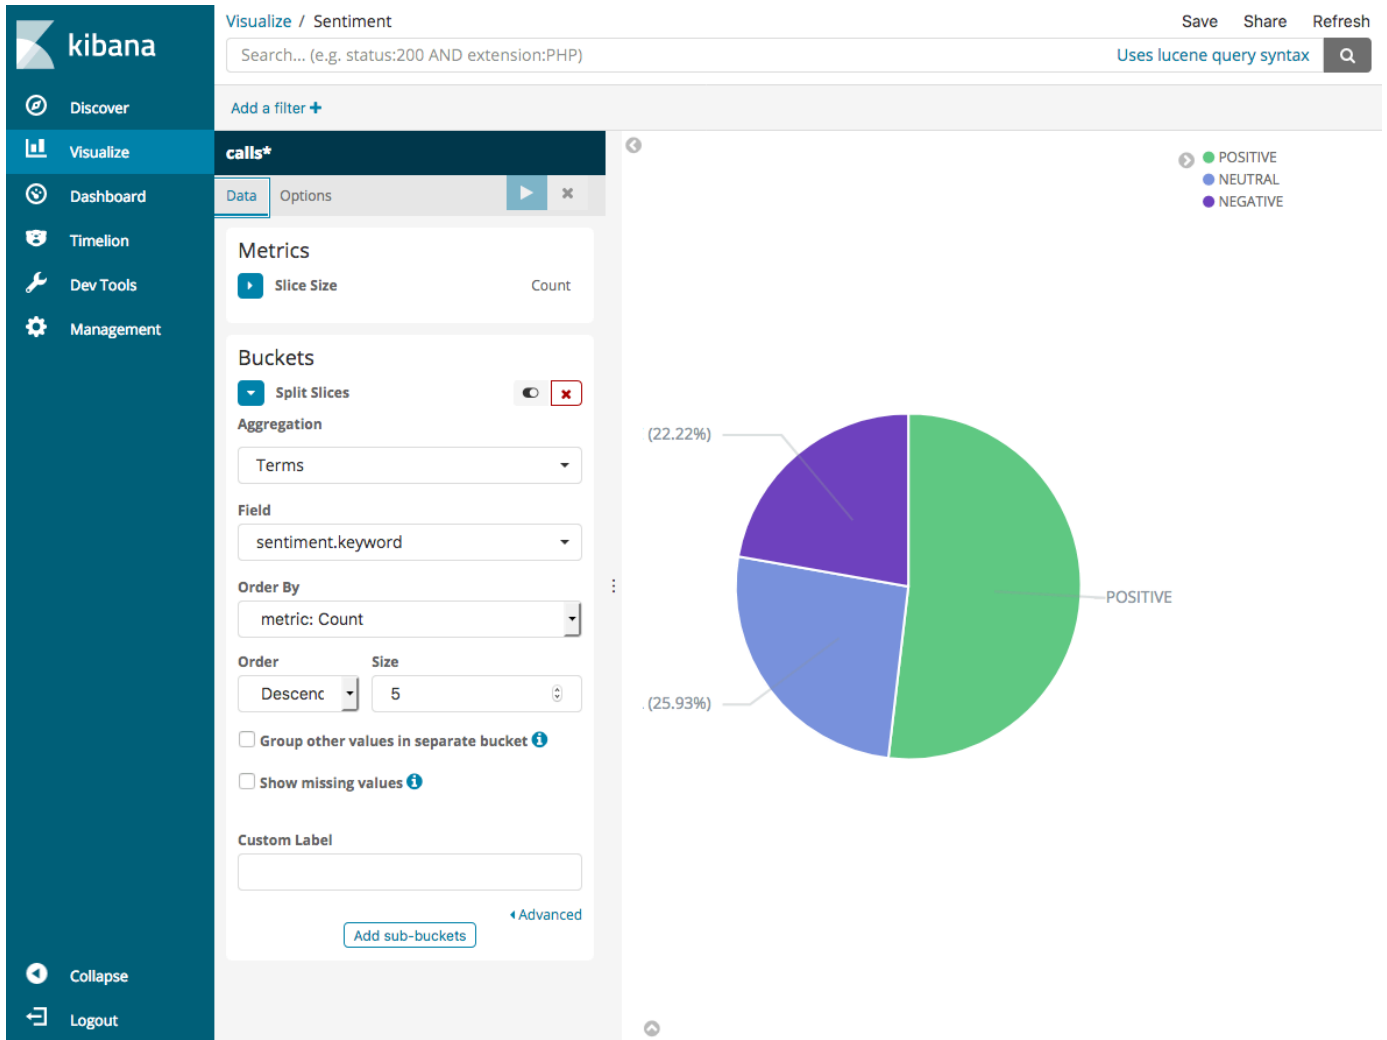 kibana
Discover
Visualize
Dashboard
Timelion
Dev Tools
Management
Collapse
Logout
Visualize / Sentiment
Save Share Refresh
Search... (e.g. status:200 AND extension:PHP)
Uses lucene query syntax
Add a filter
calls*
Data Options
Metrics
Slice Size Count
Buckets
Split Slices
Aggregation
Terms
Field
sentiment.keyword
Order By
metric: Count
Order Size
Descenc 5
Group other values in separate bucket
Show missing values
Custom Label
Advanced
Add sub-buckets
POSITIVE
NEUTRAL
NEGATIVE
(22.22%)
POSITIVE
(25.93%)